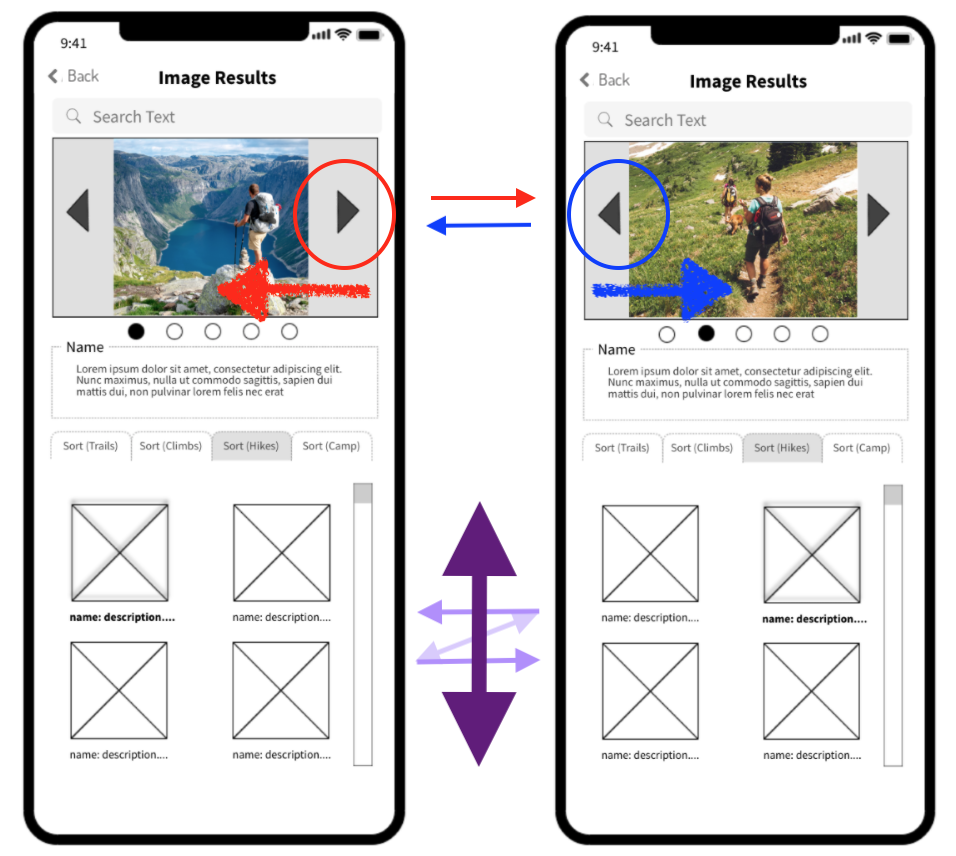 9:41
Back
Image Results
Search Text
Name
Lorem ipsum dolor sit amet, consectetur adipiscing elit.
Nunc maximus, nulla ut commodo sagittis, sapien dui
mattis dui, non pulvinar lorem felis nec erat
Sort (Trails) Sort (Climbs) Sort (Hikes) Sort (Camp)
name: description.... name: description....
name: description.... name: description....
9:41
Back
Image Results
Search Text
Name
Lorem ipsum dolor sit amet, consectetur adipiscing elit.
Nunc maximus, nulla ut commodo sagittis, sapien dui
mattis dui, non pulvinar lorem felis nec erat
Sort (Trails) Sort (Climbs) Sort (Hikes) Sort (Camp)
name: description.... name: description....
name: description.... name: description....